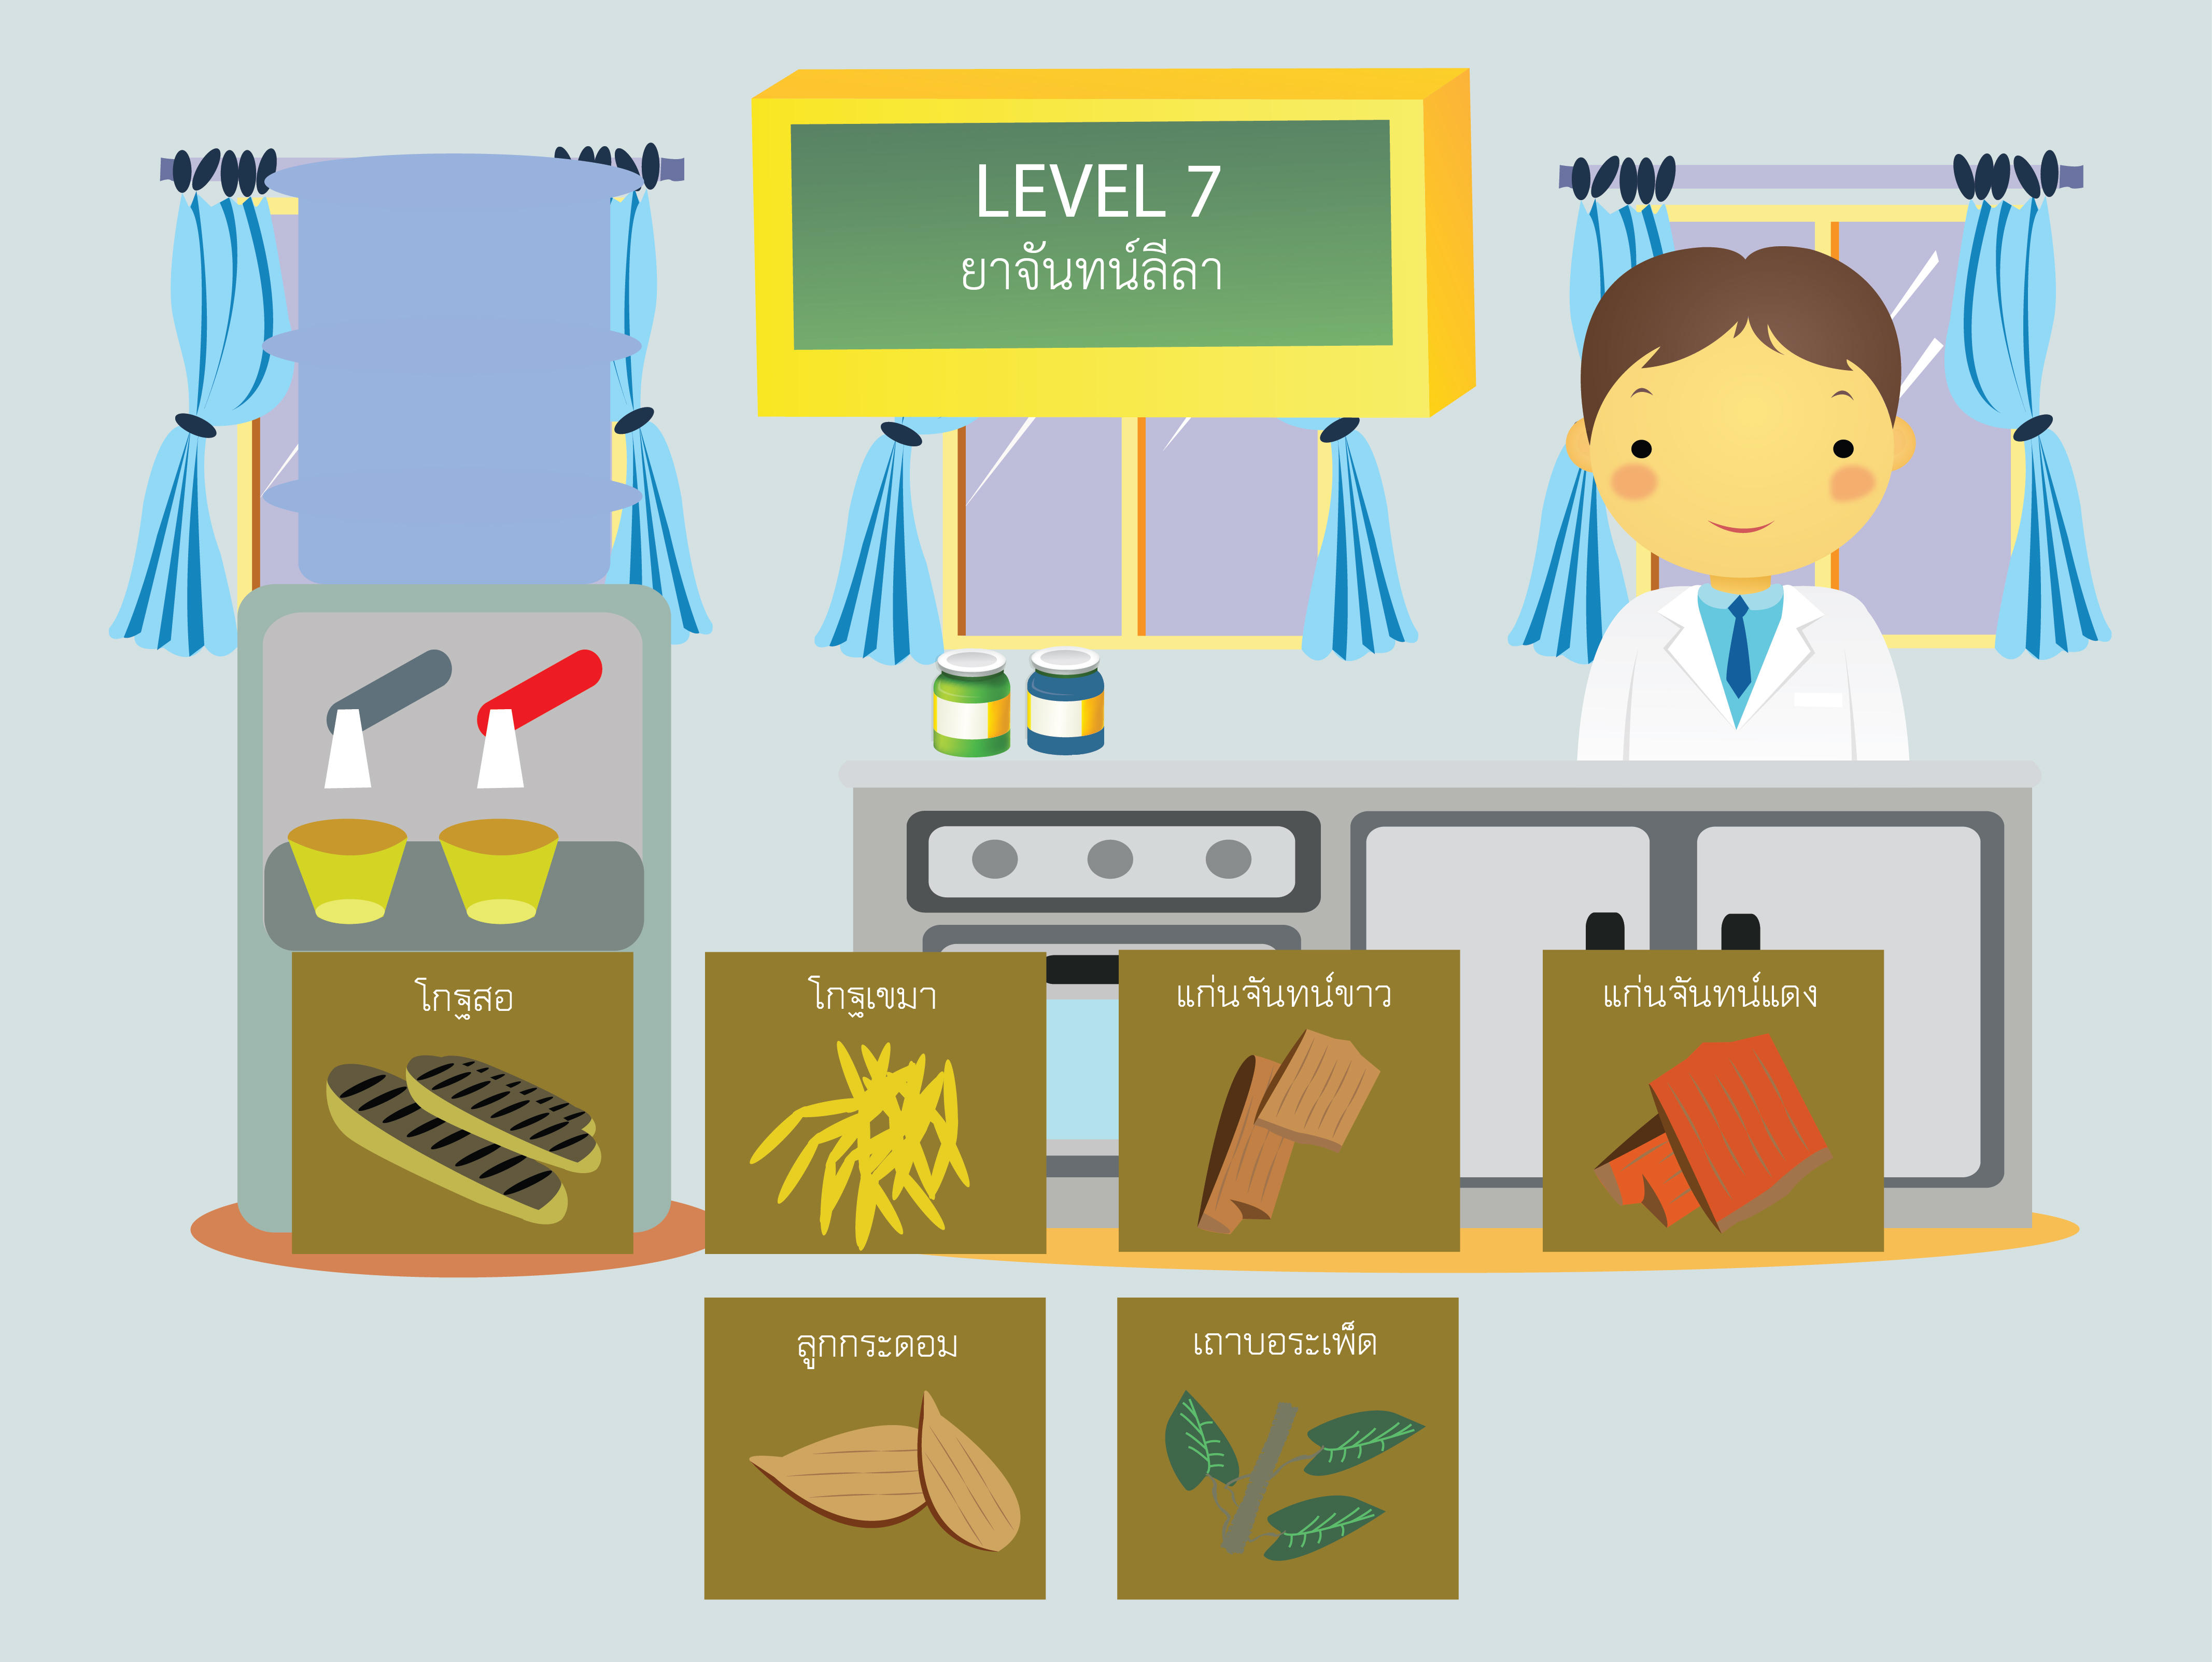 LEVEL 7
ยาจันทน์ลีลา
โกฐสอ
โกฐเขมา
แก่นจันทน์ขาว
แก่นจันทน์แดง
ลูกกระดอม
เถาบอระเพ็ด